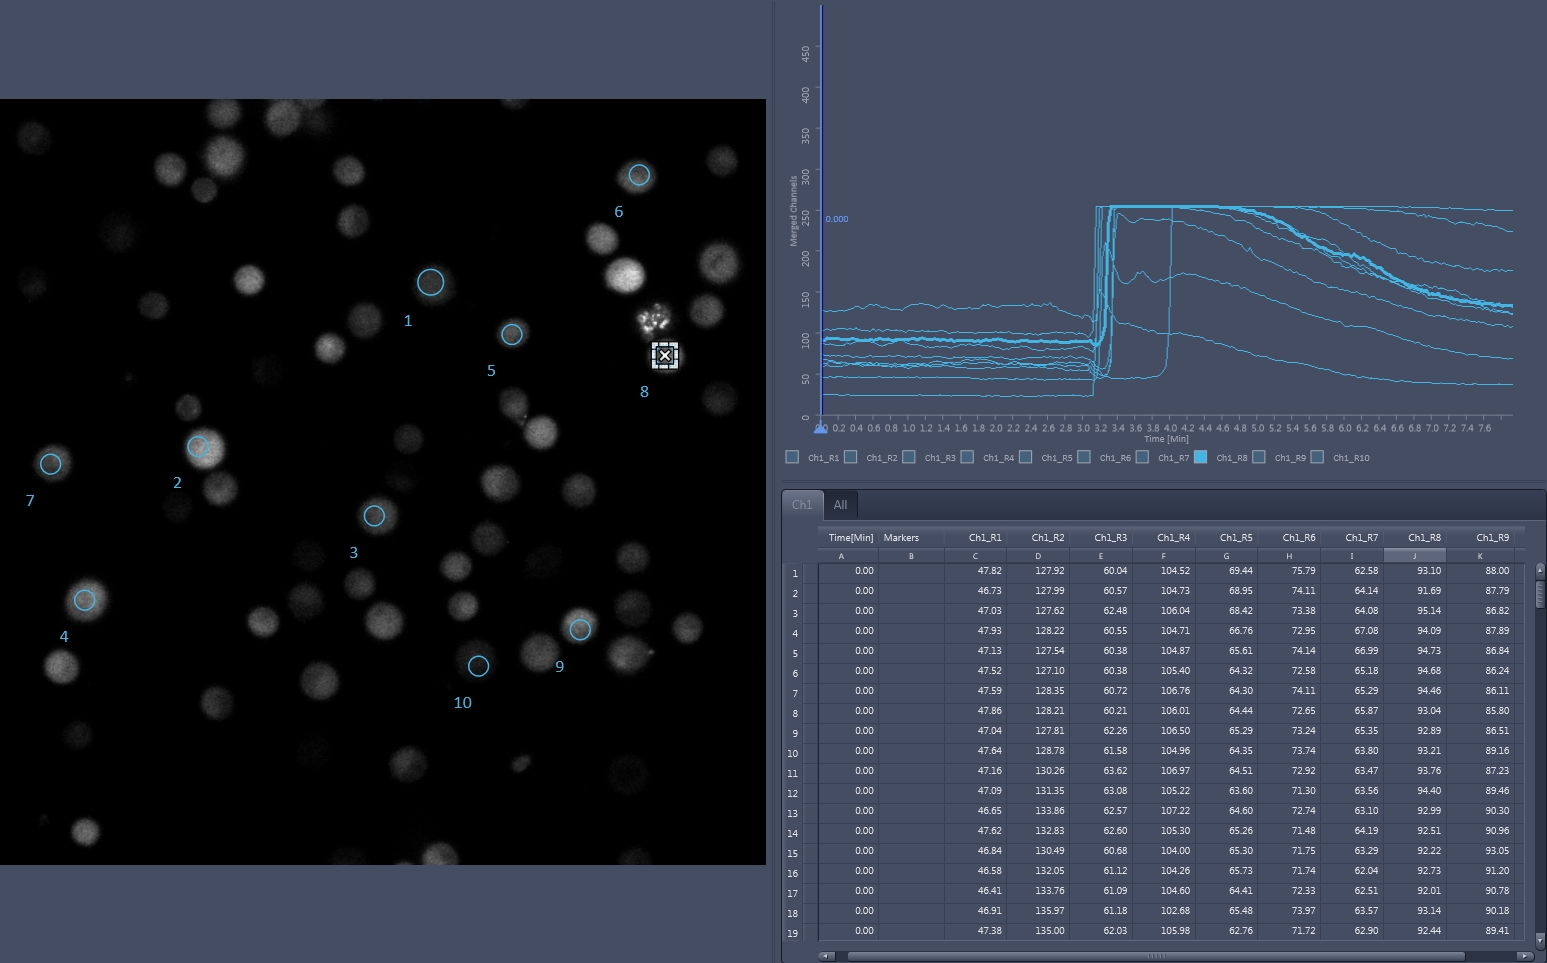 1
2
3
4
5
6
7
8
9
10
Merged Channels
450
400
350
300
250
200
150
100
50
0
0.000
0.2 0.4 0.6 0.8 1.0 1.2 1.4 1.6 1.8 2.0 2.2 2.4 2.6 2.8 3.0 3.2 3.4 3.6 3.8 4.0 4.2 4.4 4.6 4.8 5.0 5.2 5.4 5.6 5.8 6.0 6.2 6.4 6.6 6.8 7.0 7.2 7.4 7.6
Time [Min]
Ch1_R1 Ch1_R2 Ch1_R3 Ch1_R4 Ch1_R5 Ch1_R6 Ch1_R7 Ch1_R8 Ch1_R9 Ch1_R10
Ch1 All
Time[Min] Markers Ch1_R1 Ch1_R2 Ch1_R3 Ch1_R4 Ch1_R5 Ch1_R6 Ch1_R7 Ch1_R8 Ch1_R9
A B C D E F G H I J K
1 0.00 47.82 127.92 60.04 104.52 69.44 75.79 62.58 93.10 88.00
2 0.00 46.73 127.99 60.57 104.73 68.95 74.11 64.14 91.69 87.79
3 0.00 47.03 127.62 62.48 106.04 68.42 73.38 64.08 95.14 86.82
4 0.00 47.93 128.22 60.55 104.71 66.76 72.95 67.08 94.09 87.89
5 0.00 47.13 127.54 60.38 104.87 65.61 74.14 66.99 94.73 86.84
6 0.00 47.52 127.10 60.38 105.40 64.32 72.58 65.18 94.68 86.24
7 0.00 47.59 128.35 60.72 106.76 64.30 74.11 65.29 94.46 86.11
8 0.00 47.86 128.21 60.21 106.01 64.44 72.65 65.87 93.04 85.80
9 0.00 47.04 127.81 62.26 106.50 65.29 73.24 65.35 92.89 86.51
10 0.00 47.64 128.78 61.58 104.96 64.35 73.74 63.80 93.21 89.16
11 0.00 47.16 130.26 63.62 106.97 64.51 72.92 63.47 93.76 87.23
12 0.00 47.09 131.35 63.08 105.22 63.60 71.30 63.56 94.40 89.46
13 0.00 46.65 133.86 62.57 107.22 64.60 72.74 63.10 92.99 90.30
14 0.00 47.62 132.83 62.60 105.30 65.26 71.48 64.19 92.51 90.96
15 0.00 46.84 130.49 60.68 104.00 65.30 71.75 63.29 92.22 93.05
16 0.00 46.58 132.05 61.12 104.26 65.73 71.74 62.04 92.73 91.20
17 0.00 46.41 133.76 61.09 104.60 64.41 72.33 62.51 92.01 90.78
18 0.00 46.91 135.97 61.18 102.68 65.48 73.97 63.57 93.14 90.18
19 0.00 47.38 135.00 62.03 105.98 62.76 71.72 62.90 92.44 89.41